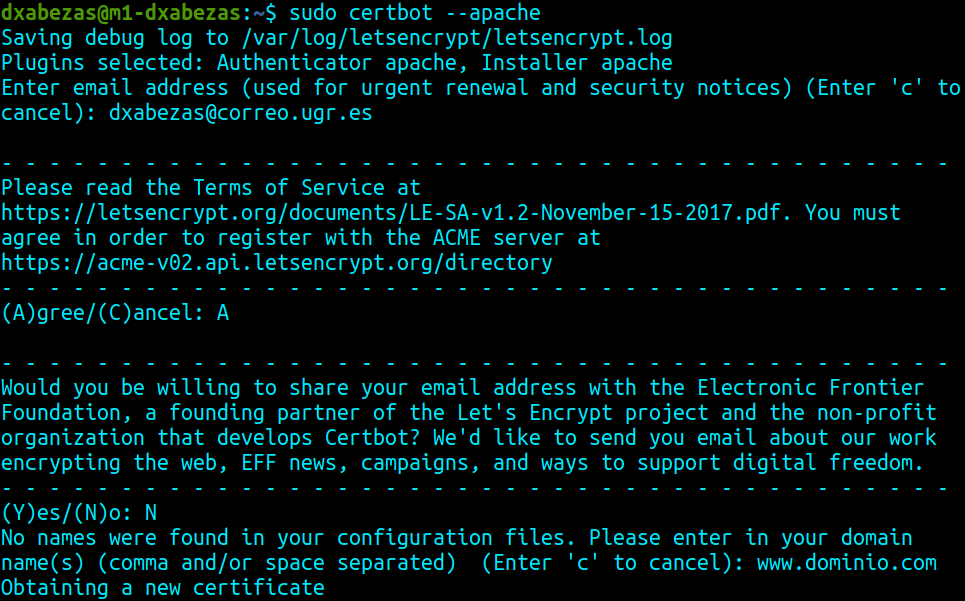 dxabezas@m1-dxabezas:~$ sudo certbot --apache
Saving debug log to /var/log/letsencrypt/letsencrypt.log
Plugins selected: Authenticator apache, Installer apache
Enter email address (used for urgent renewal and security notices) (Enter 'c' to
cancel): dxabezas@correo.ugr.es

- - - - - - - - - - - - - - - - - - - - - - - - - - - - - - - - - - - - - - - -
Please read the Terms of Service at
https://letsencrypt.org/documents/LE-SA-v1.2-November-15-2017.pdf. You must
agree in order to register with the ACME server at
https://acme-v02.api.letsencrypt.org/directory
- - - - - - - - - - - - - - - - - - - - - - - - - - - - - - - - - - - - - - - -
(A)gree/(C)ancel: A

- - - - - - - - - - - - - - - - - - - - - - - - - - - - - - - - - - - - - - - -
Would you be willing to share your email address with the Electronic Frontier
Foundation, a founding partner of the Let's Encrypt project and the non-profit
organization that develops Certbot? We'd like to send you email about our work
encrypting the web, EFF news, campaigns, and ways to support digital freedom.
- - - - - - - - - - - - - - - - - - - - - - - - - - - - - - - - - - - - - - - -
(Y)es/(N)o: N
No names were found in your configuration files. Please enter in your domain
name(s) (comma and/or space separated)  (Enter 'c' to cancel): www.dominio.com
Obtaining a new certificate